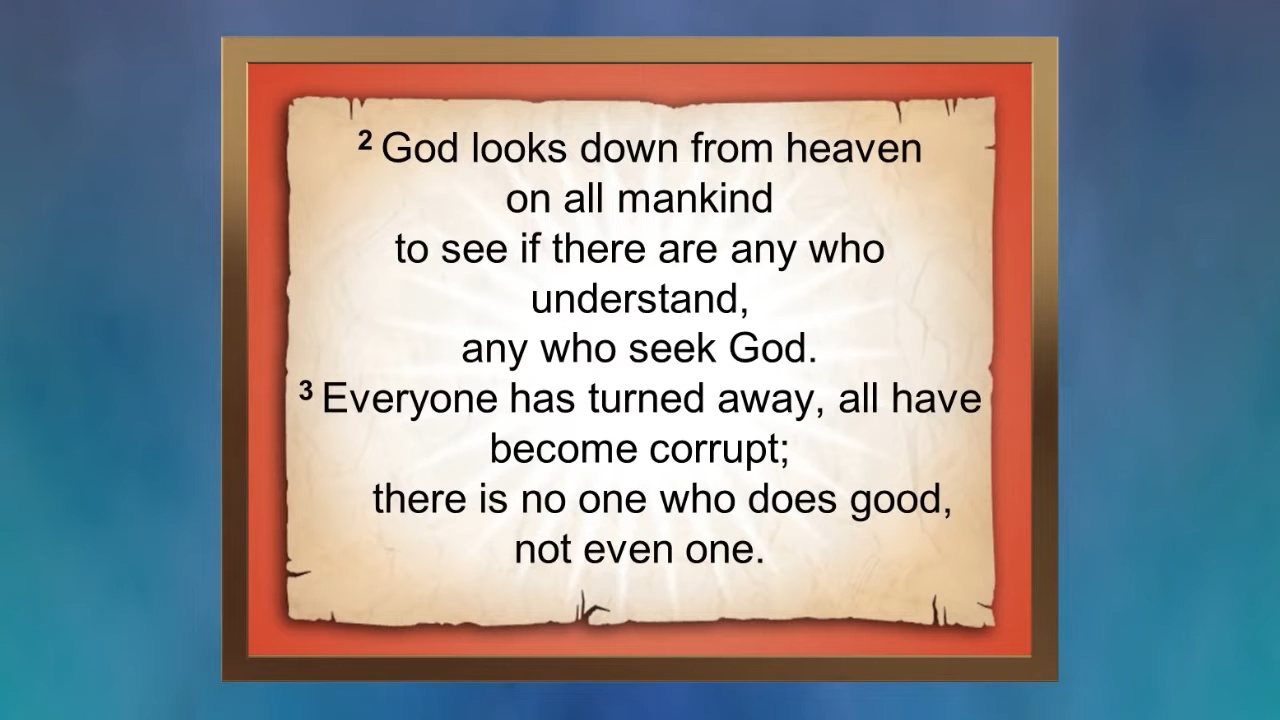 2 God looks down from heaven
on all mankind
to see if there are any who
understand,
any who seek God.
3 Everyone has turned away, all have
become corrupt;
there is no one who does good,
not even one.